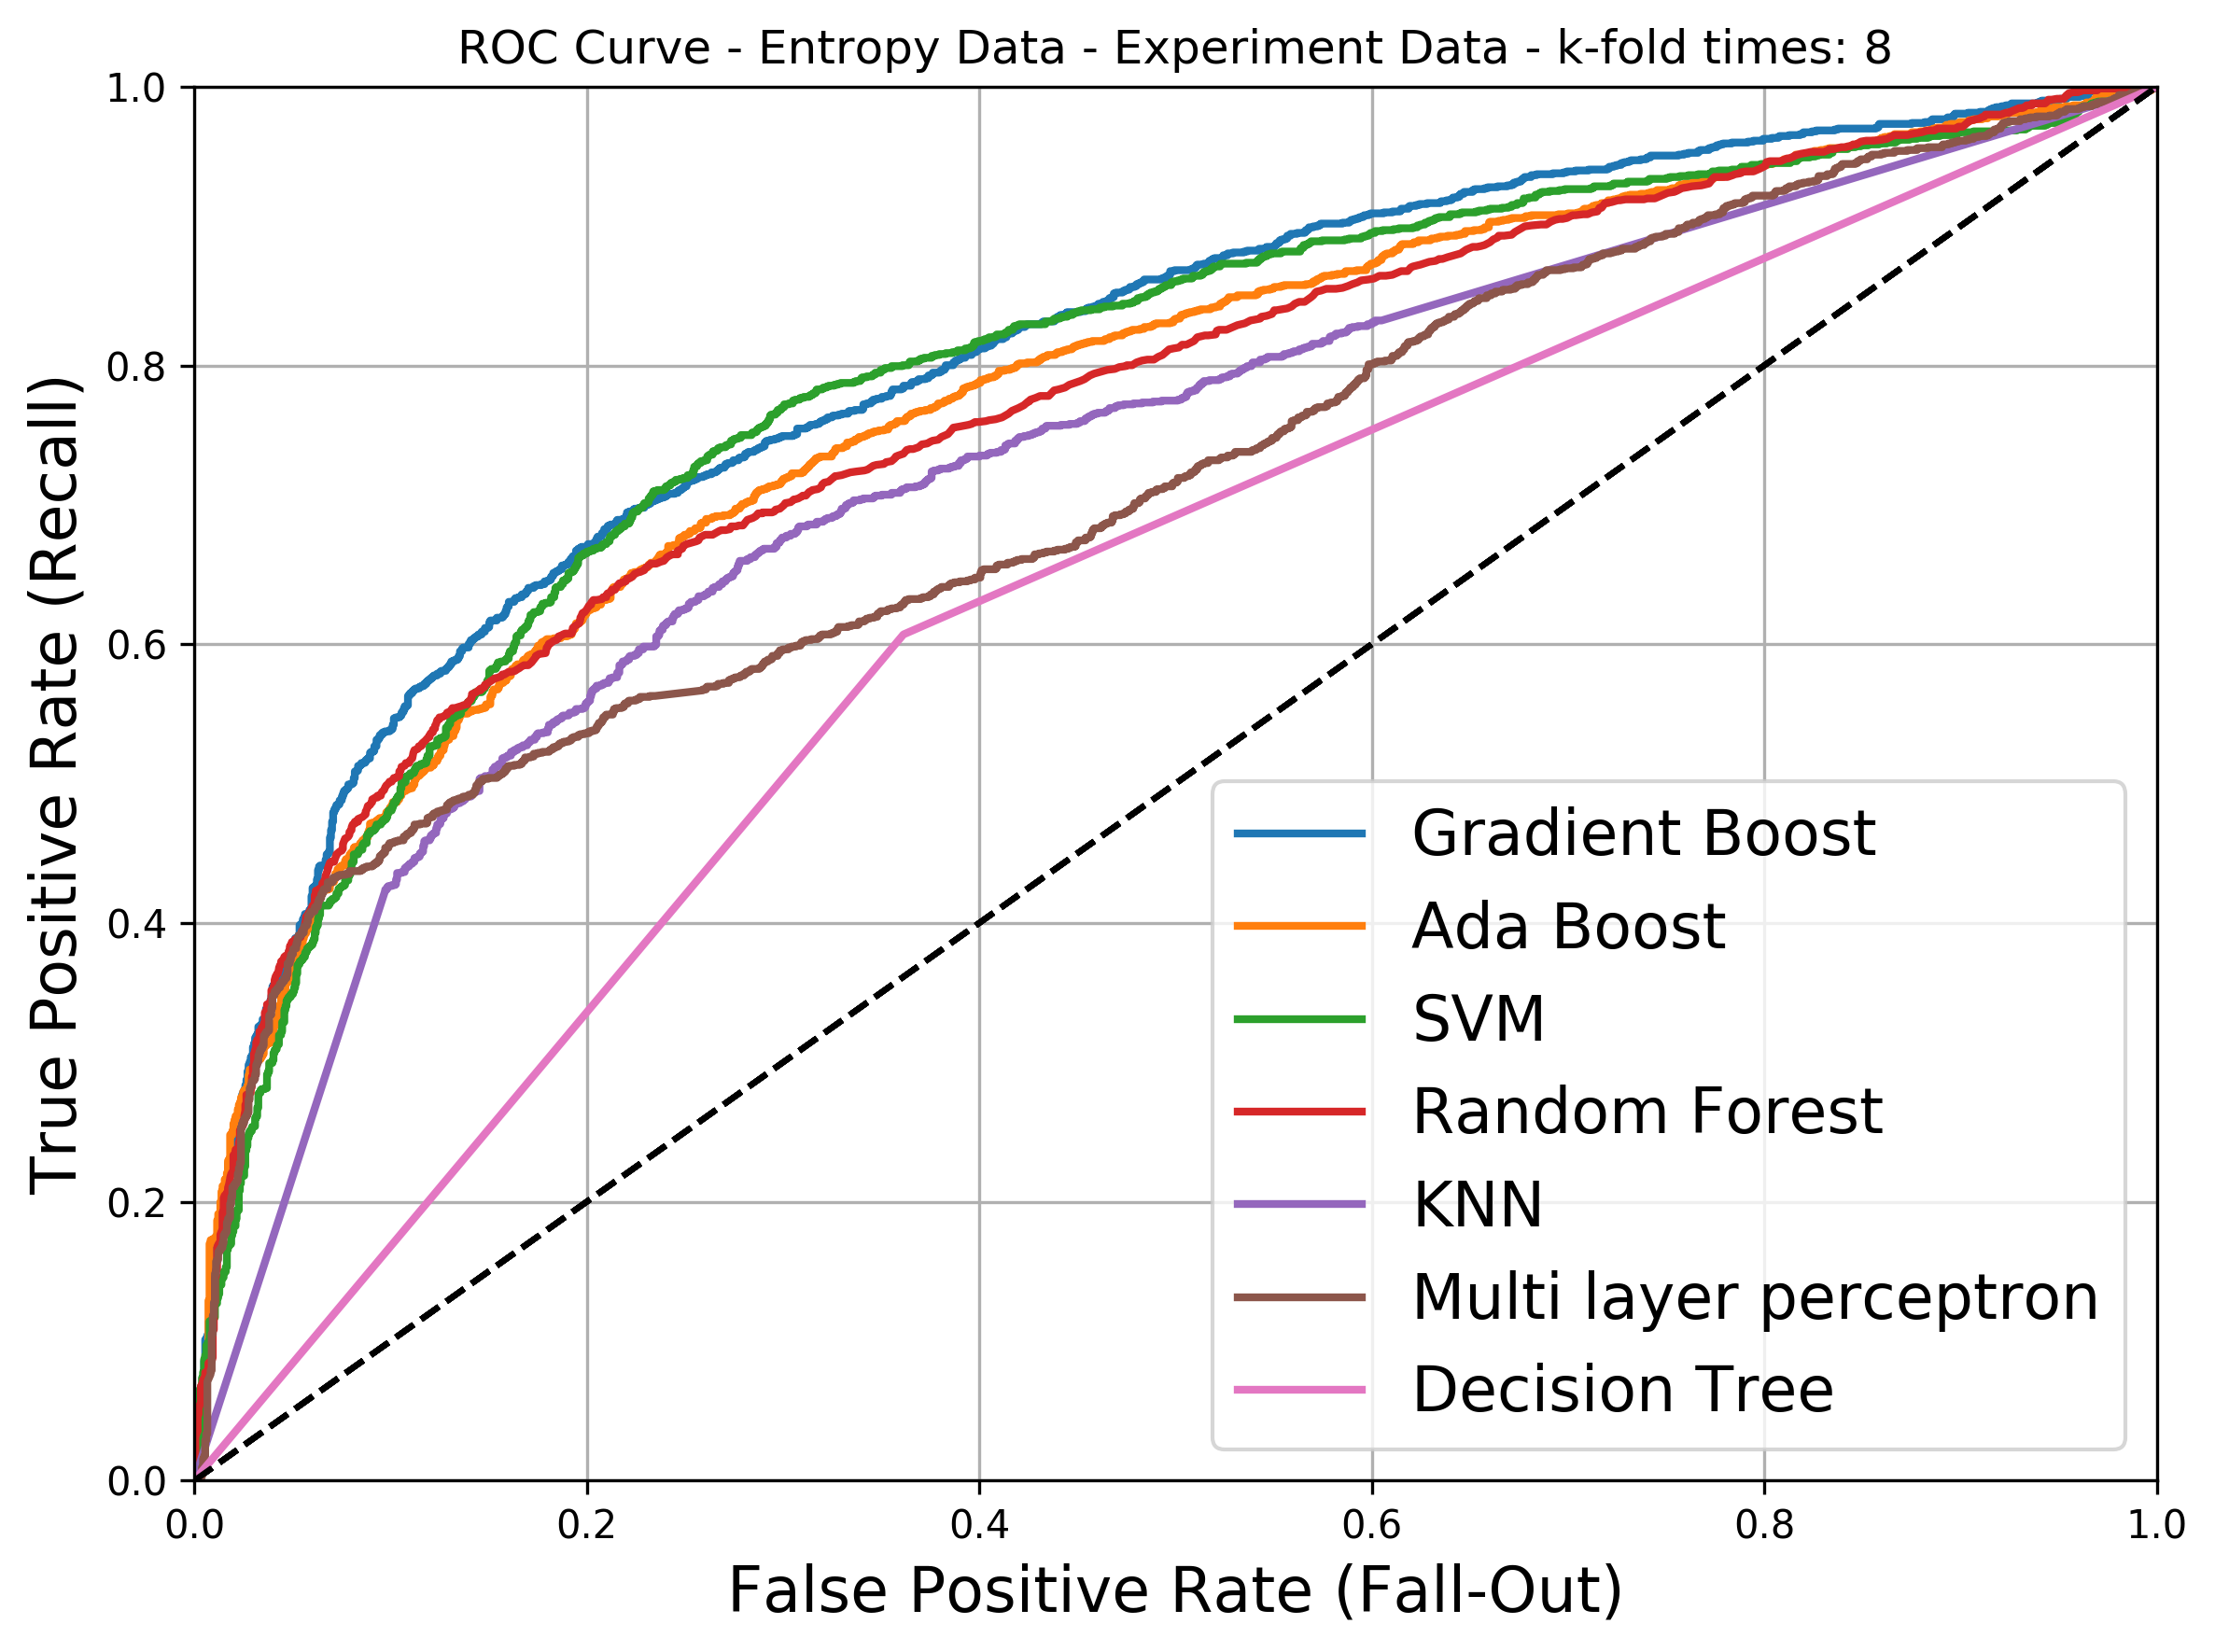 ROC Curve - Entropy Data - Experiment Data - k-fold times: 8
True Positive Rate (Recall)
1.0
0.8
0.6
0.4
0.2
0.0
Gradient Boost
Ada Boost
SVM
Random Forest
KNN
Multi layer perceptron
Decision Tree
0.0 0.2 0.4 0.6 0.8 1.0
False Positive Rate (Fall-Out)